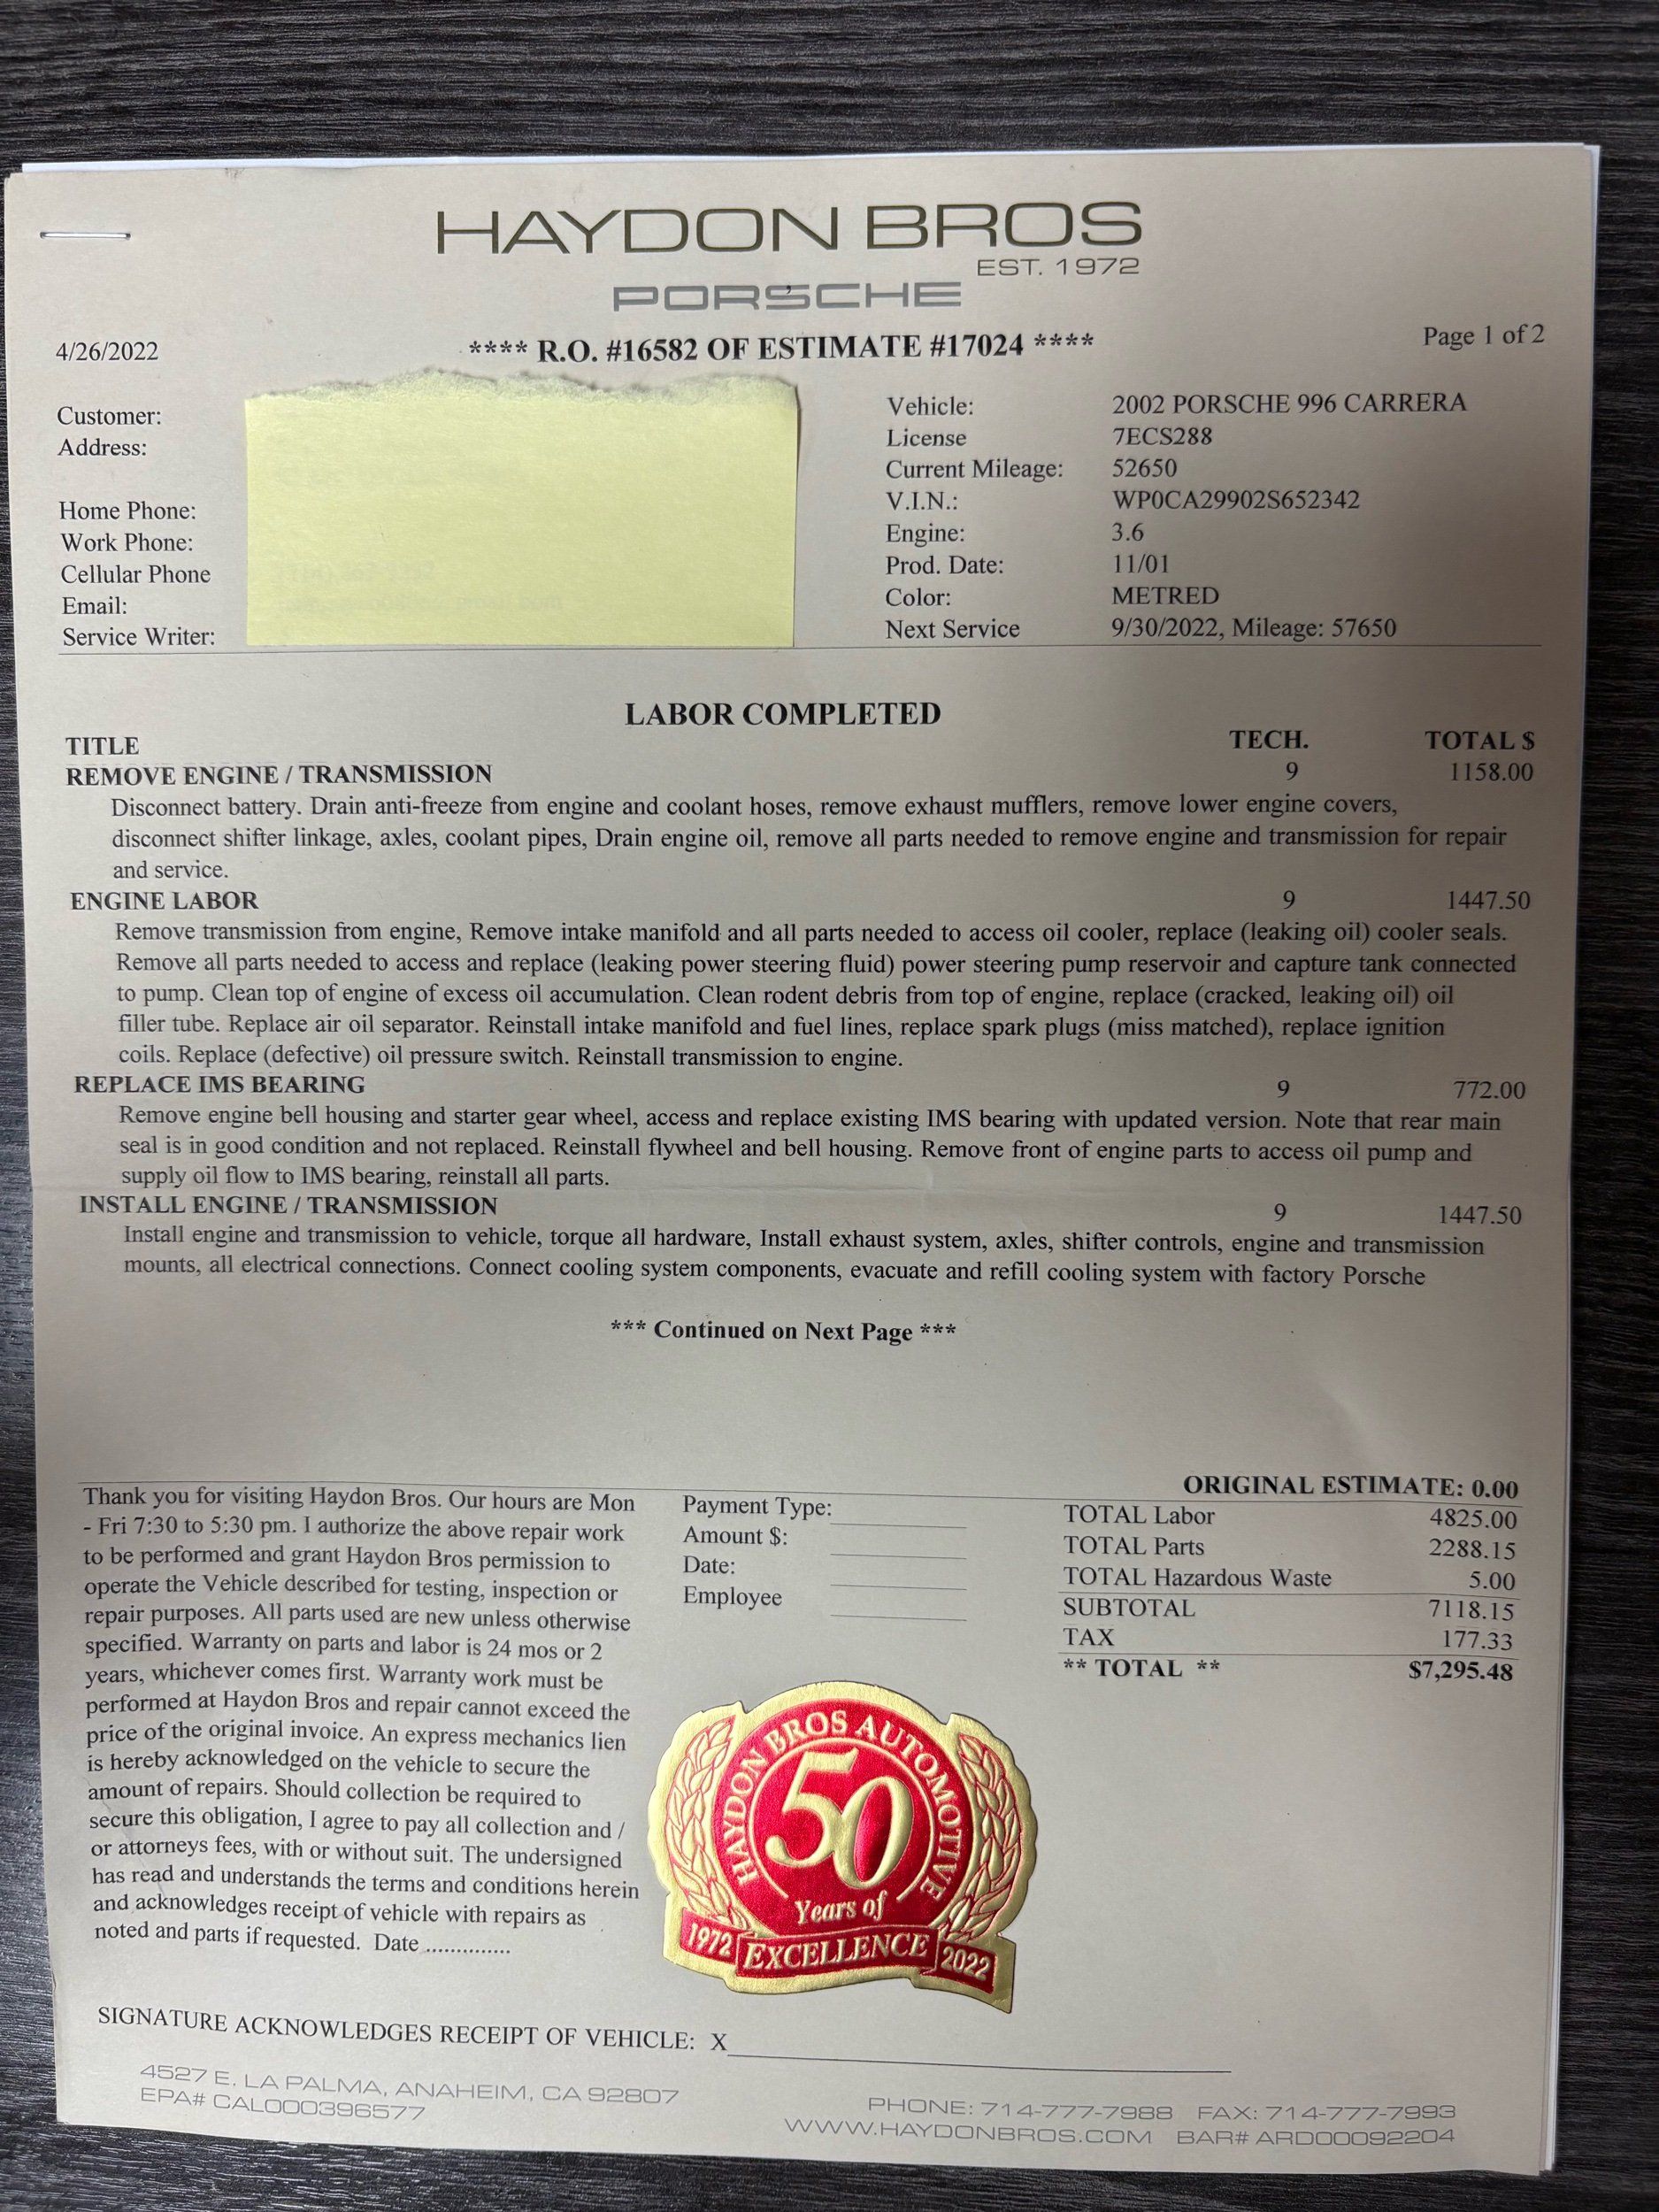 HAYDON BROS
EST. 1972
PORSCHE
4/26/2022 **** R.O. #16582 OF ESTIMATE #17024 **** Page 1 of 2
Customer:
Address:
Home Phone:
Work Phone:
Cellular Phone
Email:
Service Writer:
Vehicle: 2002 PORSCHE 996 CARRERA
License 7ECS288
Current Mileage: 52650
V.I.N.: WP0CA29902S652342
Engine: 3.6
Prod. Date: 11/01
Color: METRED
Next Service 9/30/2022, Mileage: 57650
LABOR COMPLETED
TITLE TECH. TOTAL $
REMOVE ENGINE / TRANSMISSION 9 1158.00
Disconnect battery. Drain anti-freeze from engine and coolant hoses, remove exhaust mufflers, remove lower engine covers,
disconnect shifter linkage, axles, coolant pipes, Drain engine oil, remove all parts needed to remove engine and transmission for repair
and service.
ENGINE LABOR 9 1447.50
Remove transmission from engine, Remove intake manifold and all parts needed to access oil cooler, replace (leaking oil) cooler seals.
Remove all parts needed to access and replace (leaking power steering fluid) power steering pump reservoir and capture tank connected
to pump. Clean top of engine of excess oil accumulation. Clean rodent debris from top of engine, replace (cracked, leaking oil) oil
filler tube. Replace air oil separator. Reinstall intake manifold and fuel lines, replace spark plugs (miss matched), replace ignition
coils. Replace (defective) oil pressure switch. Reinstall transmission to engine.
REPLACE IMS BEARING 9 772.00
Remove engine bell housing and starter gear wheel, access and replace existing IMS bearing with updated version. Note that rear main
seal is in good condition and not replaced. Reinstall flywheel and bell housing. Remove front of engine parts to access oil pump and
supply oil flow to IMS bearing, reinstall all parts.
INSTALL ENGINE / TRANSMISSION 9 1447.50
Install engine and transmission to vehicle, torque all hardware, Install exhaust system, axles, shifter controls, engine and transmission
mounts, all electrical connections. Connect cooling system components, evacuate and refill cooling system with factory Porsche
*** Continued on Next Page ***
Thank you for visiting Haydon Bros. Our hours are Mon
- Fri 7:30 to 5:30 pm. I authorize the above repair work
to be performed and grant Haydon Bros permission to
operate the Vehicle described for testing, inspection or
repair purposes. All parts used are new unless otherwise
specified. Warranty on parts and labor is 24 mos or 2
years, whichever comes first. Warranty work must be
performed at Haydon Bros and repair cannot exceed the
price of the original invoice. An express mechanics lien
is hereby acknowledged on the vehicle to secure the
amount of repairs. Should collection be required to
secure this obligation, I agree to pay all collection and /
or attorneys fees, with or without suit. The undersigned
has read and understands the terms and conditions herein
and acknowledges receipt of vehicle with repairs as
noted and parts if requested. Date ..............
Payment Type:
Amount $:
Date:
Employee
ORIGINAL ESTIMATE: 0.00
TOTAL Labor 4825.00
TOTAL Parts 2288.15
TOTAL Hazardous Waste 5.00
SUBTOTAL 7118.15
TAX 177.33
** TOTAL ** $7,295.48
HAYDON BROS AUTOMOTIVE
50
Years of
1972 EXCELLENCE 2022
SIGNATURE ACKNOWLEDGES RECEIPT OF VEHICLE: X
4527 E. LA PALMA, ANAHEIM, CA 92807
EPA# CAL000396577
PHONE: 714-777-7988 FAX: 714-777-7993
WWW.HAYDONBROS.COM BAR# ARD00092204